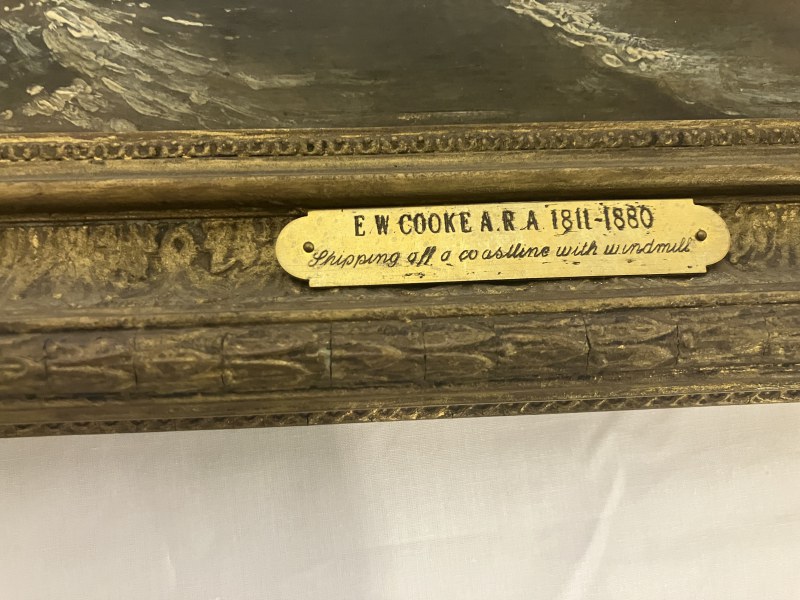 E W COOKE A.R.A 1811-1880
Shipping off a coastline with windmill